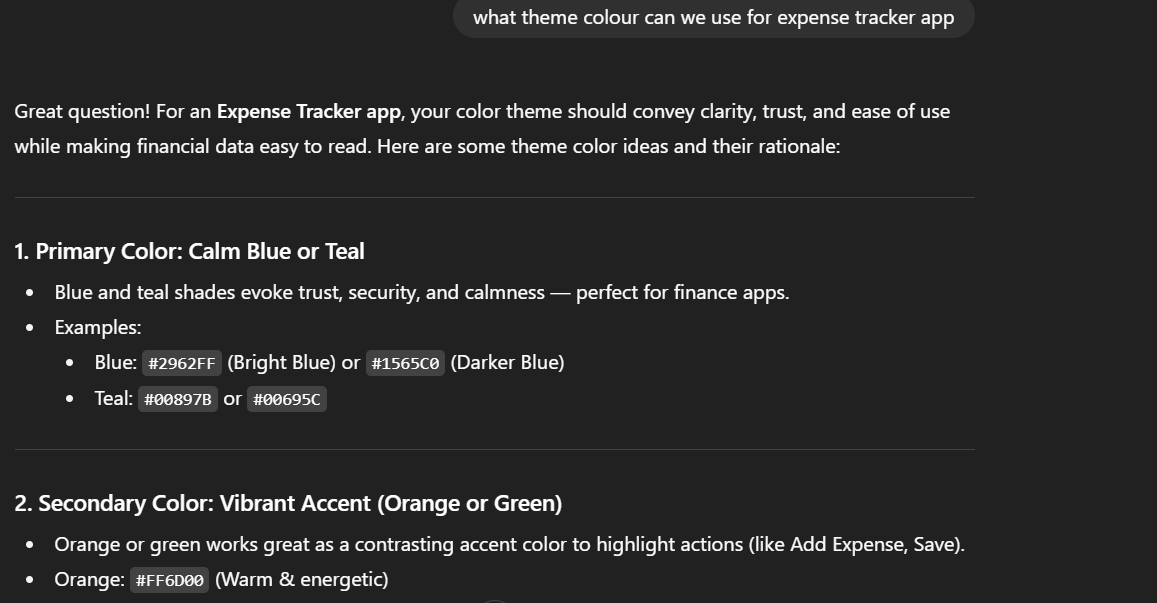 what theme colour can we use for expense tracker app
Great question! For an Expense Tracker app, your color theme should convey clarity, trust, and ease of use
while making financial data easy to read. Here are some theme color ideas and their rationale:
1. Primary Color: Calm Blue or Teal
• Blue and teal shades evoke trust, security, and calmness — perfect for finance apps.
• Examples:
• Blue: #2962FF (Bright Blue) or #1565C0 (Darker Blue)
• Teal: #00897B or #00695C
2. Secondary Color: Vibrant Accent (Orange or Green)
• Orange or green works great as a contrasting accent color to highlight actions (like Add Expense, Save).
• Orange: #FF6D00 (Warm & energetic)